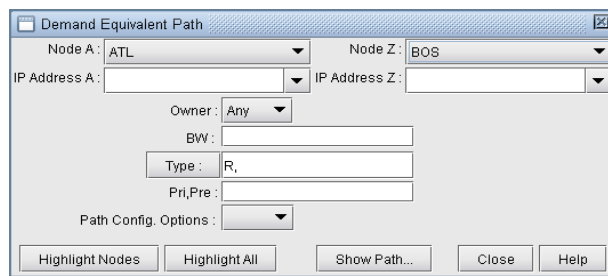 Demand Equivalent Path
Node A : ATL Node Z : BOS
IP Address A : IP Address Z :
Owner : Any
BW :
Type : R,
Pri,Pre :
Path Config. Options :
Highlight Nodes Highlight All Show Path... Close Help